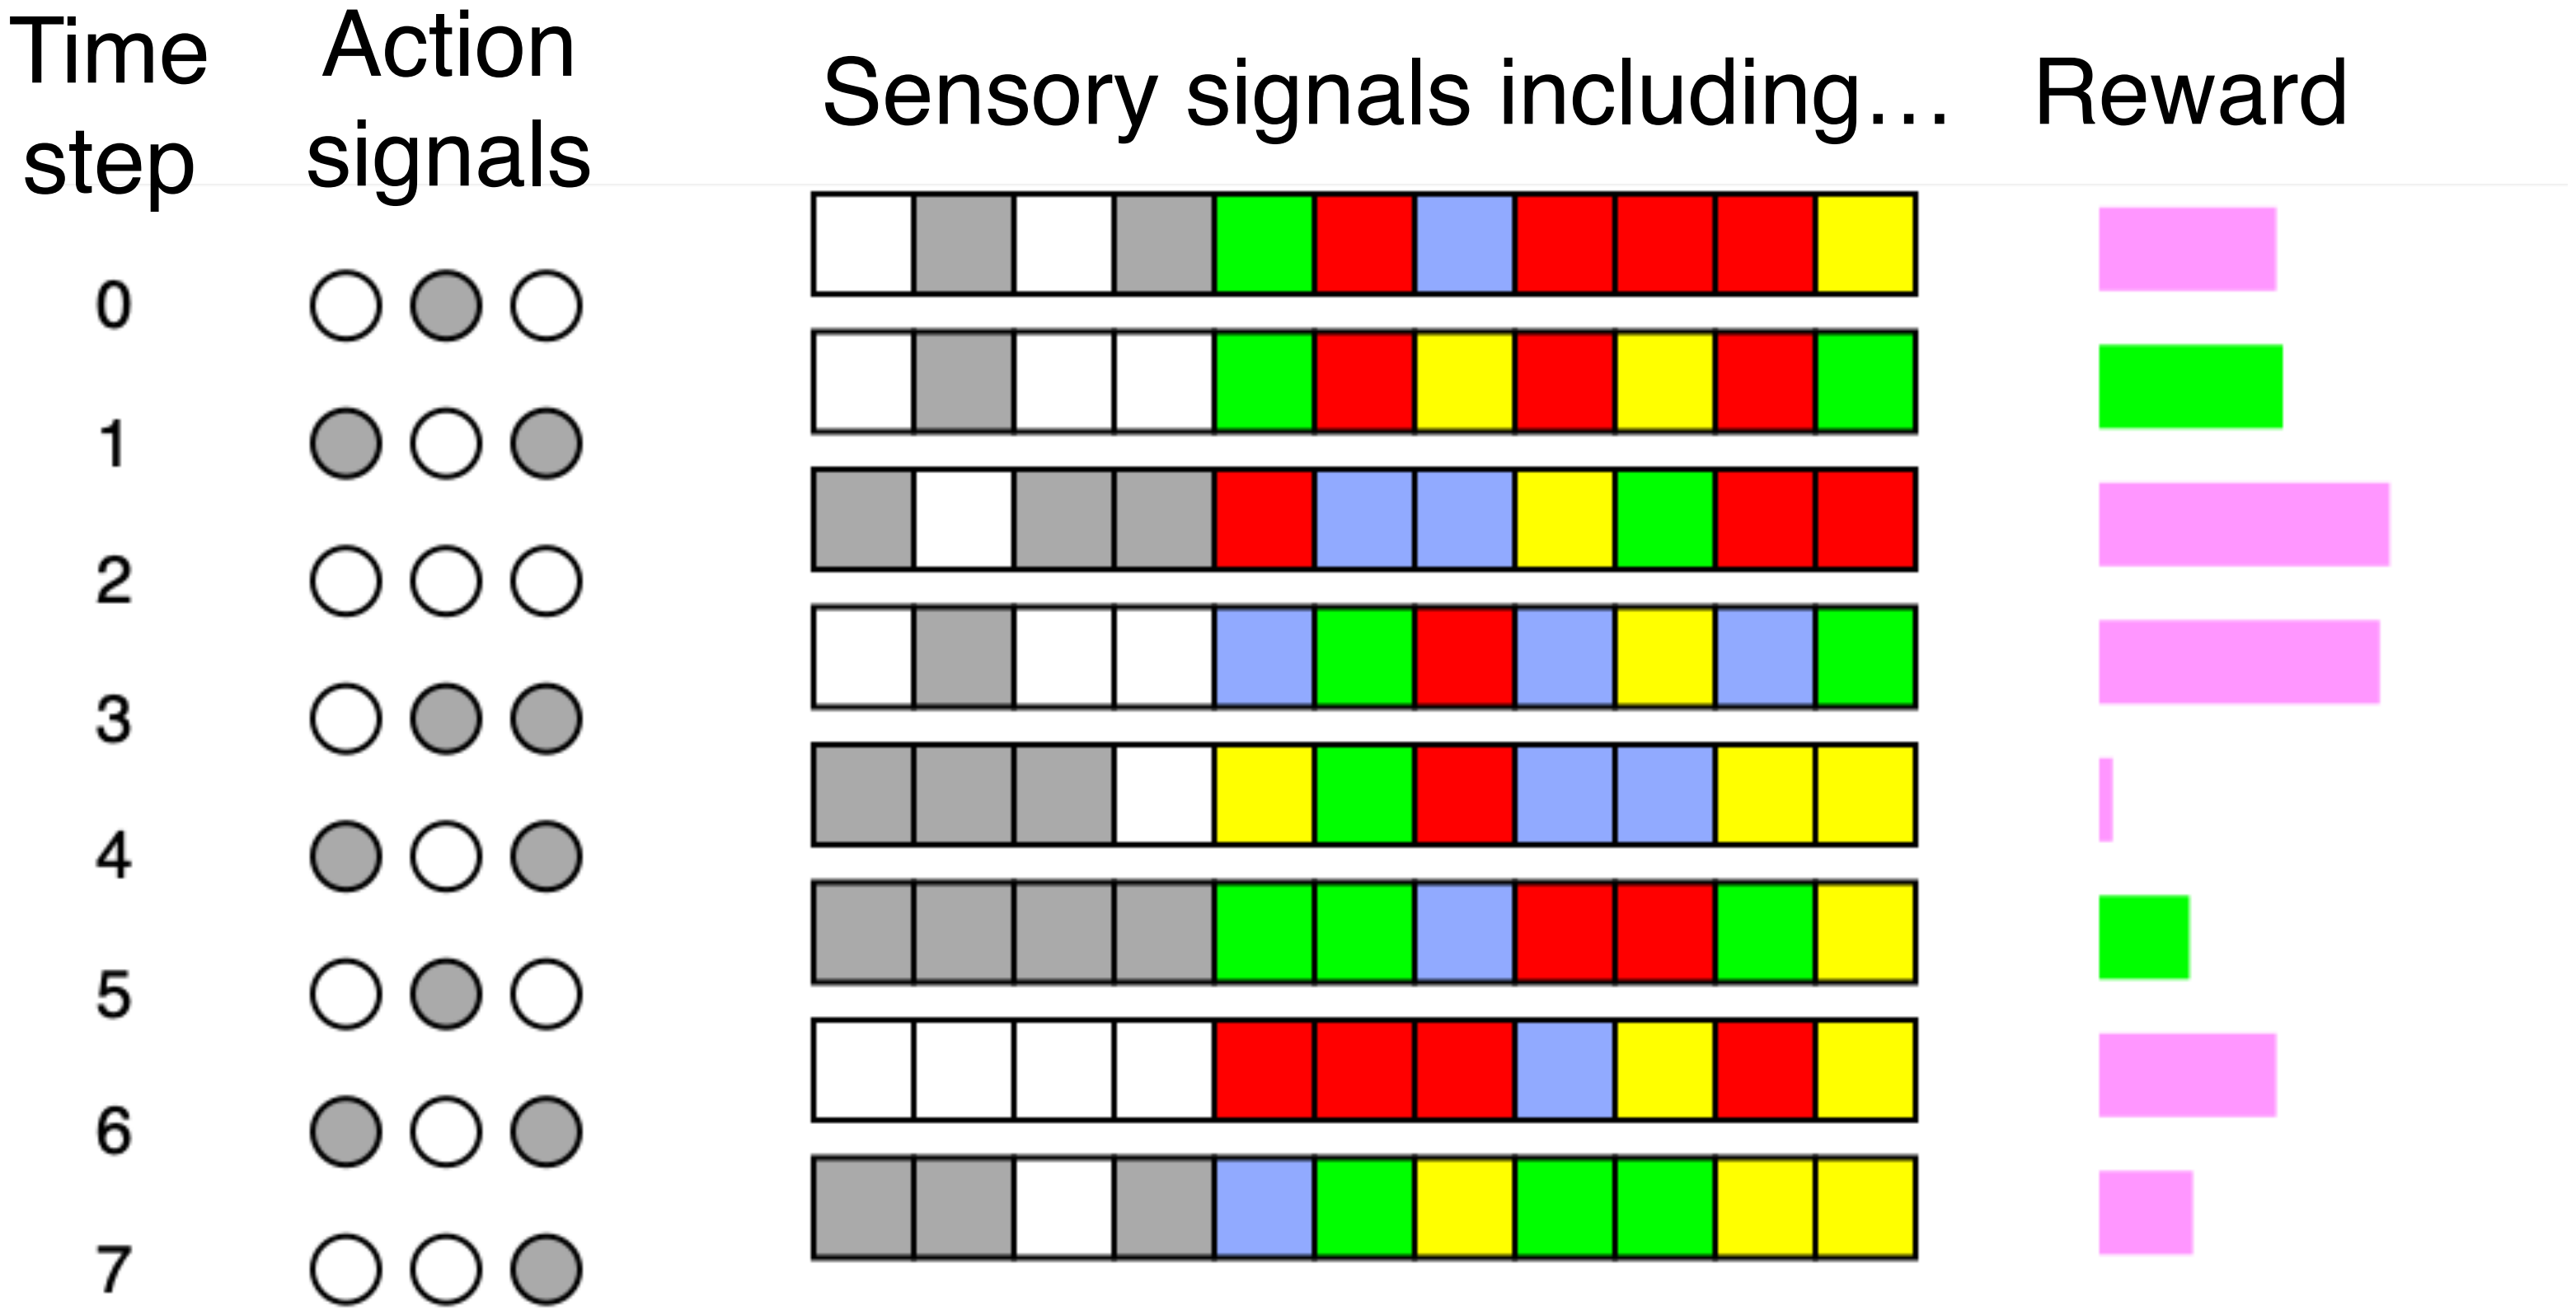 Time
step
Action
signals
Sensory signals including…
Reward
0
1
2
3
4
5
6
7